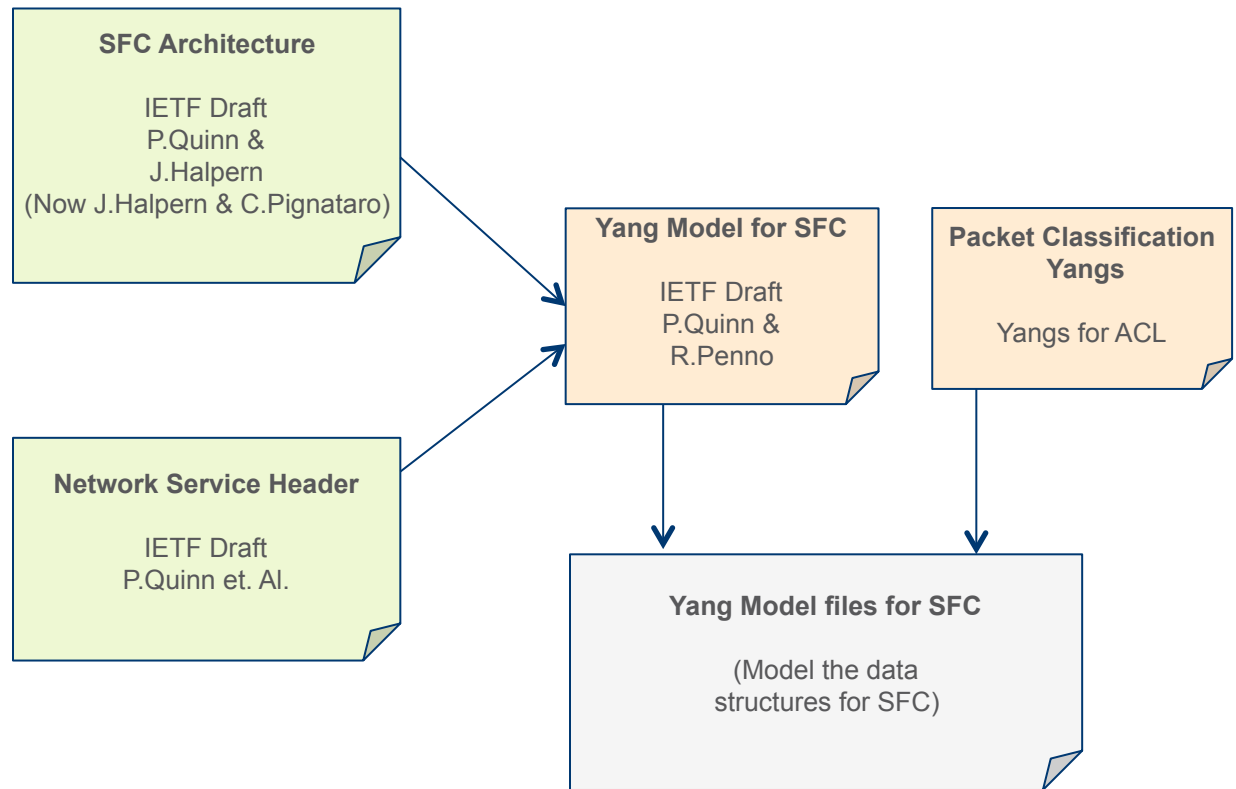 SFC Architecture
IETF Draft
P.Quinn &
J.Halpern
(Now J.Halpern & C.Pignataro)
Yang Model for SFC
IETF Draft
P.Quinn &
R.Penno
Packet Classification
Yangs
Yangs for ACL
Network Service Header
IETF Draft
P.Quinn et. Al.
Yang Model files for SFC
(Model the data
structures for SFC)